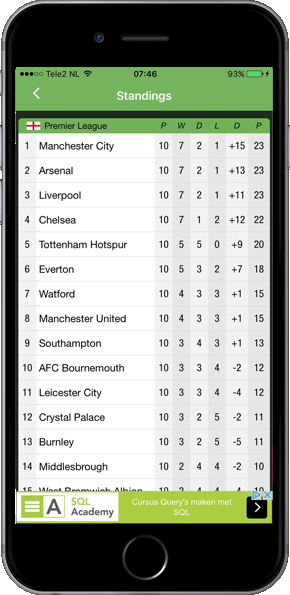 Tele2 NL 07:46 93%
Standings
Premier League P W D L D P
1 Manchester City 10 7 2 1 +15 23
2 Arsenal 10 7 2 1 +13 23
3 Liverpool 10 7 2 1 +11 23
4 Chelsea 10 7 1 2 +12 22
5 Tottenham Hotspur 10 5 5 0 +9 20
6 Everton 10 5 3 2 +7 18
7 Watford 10 4 3 3 +1 15
8 Manchester United 10 4 3 3 +1 15
9 Southampton 10 3 4 3 +1 13
10 AFC Bournemouth 10 3 3 4 -2 12
11 Leicester City 10 3 3 4 -4 12
12 Crystal Palace 10 3 2 5 -2 11
13 Burnley 10 3 2 5 -5 11
14 Middlesbrough 10 2 4 4 -2 10
15 West Bromwich Albion 10 2 4 4 -4 10
A SQL Academy
Cursus Query's maken met
SQL